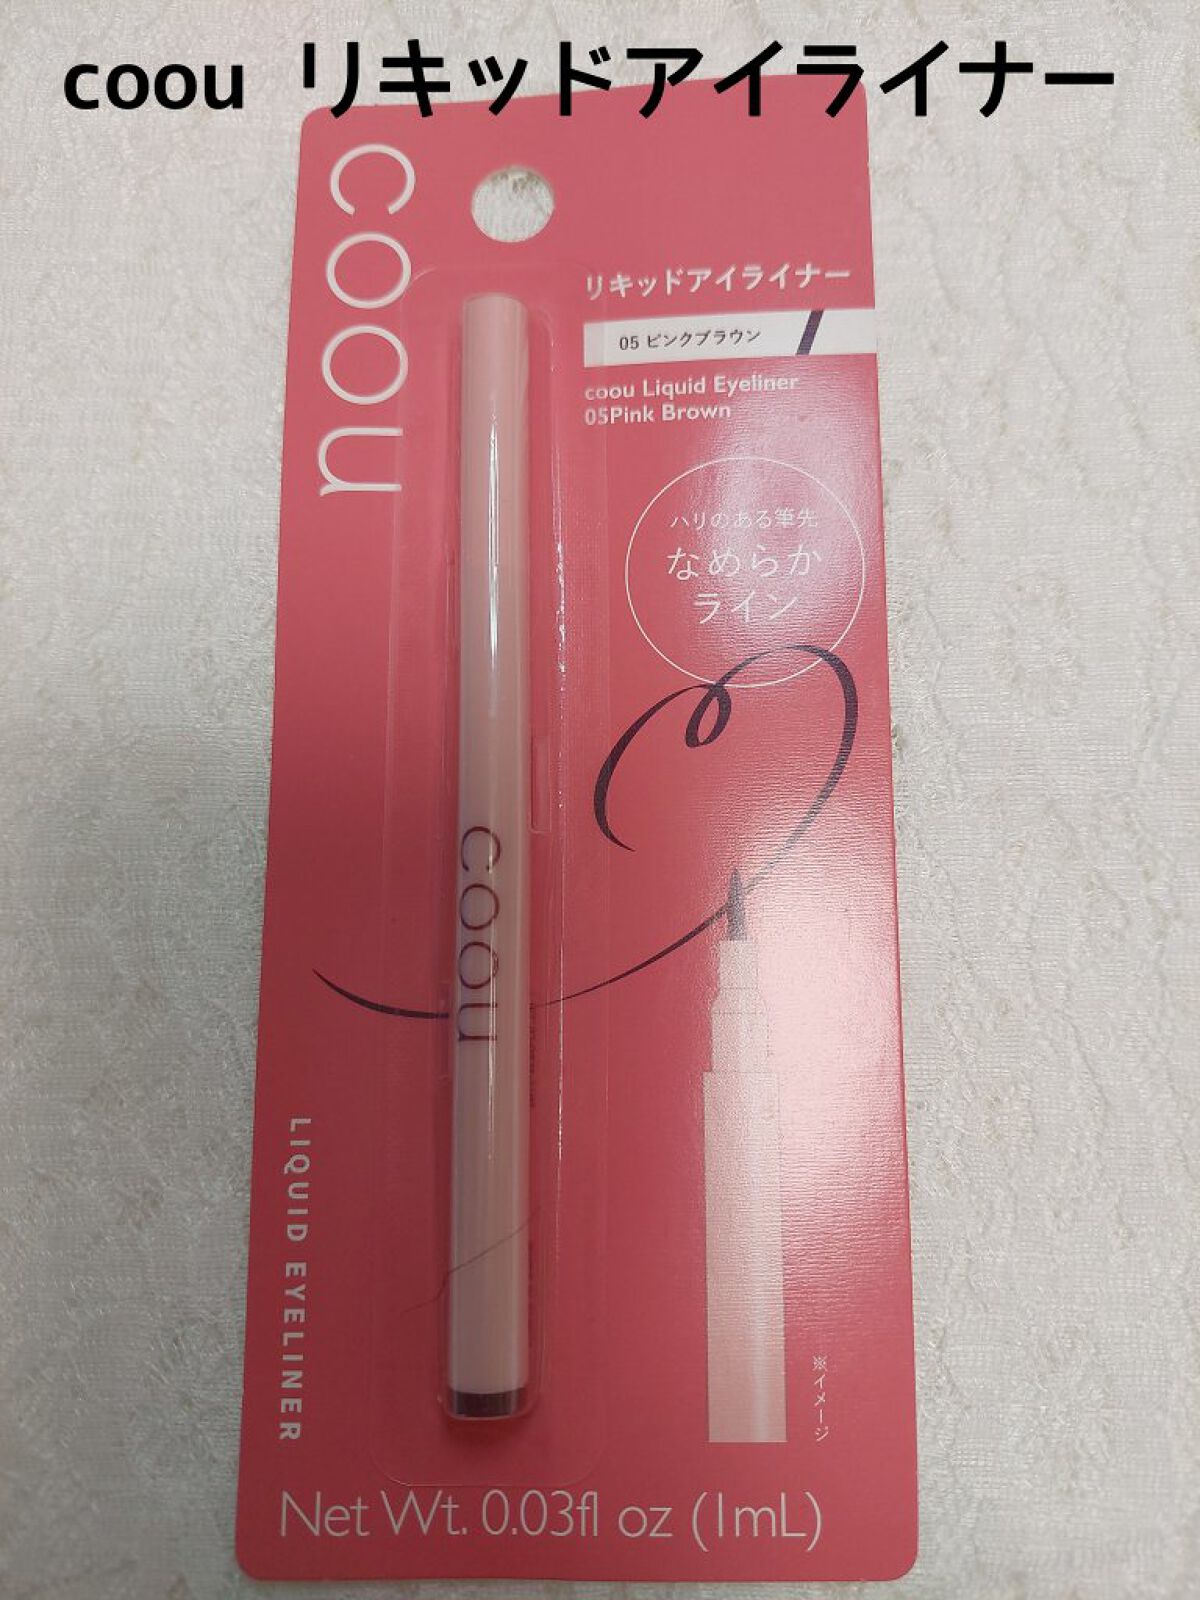 coou リキッドアイライナー
coou
リキッドアイライナー
05 ピンクブラウン
coou Liquid Eyeliner
05Pink Brown
ハリのある筆先
なめらか
ライン
coou
LIQUID EYELINER
※イメージ
Net Wt. 0.03fl oz (1mL)